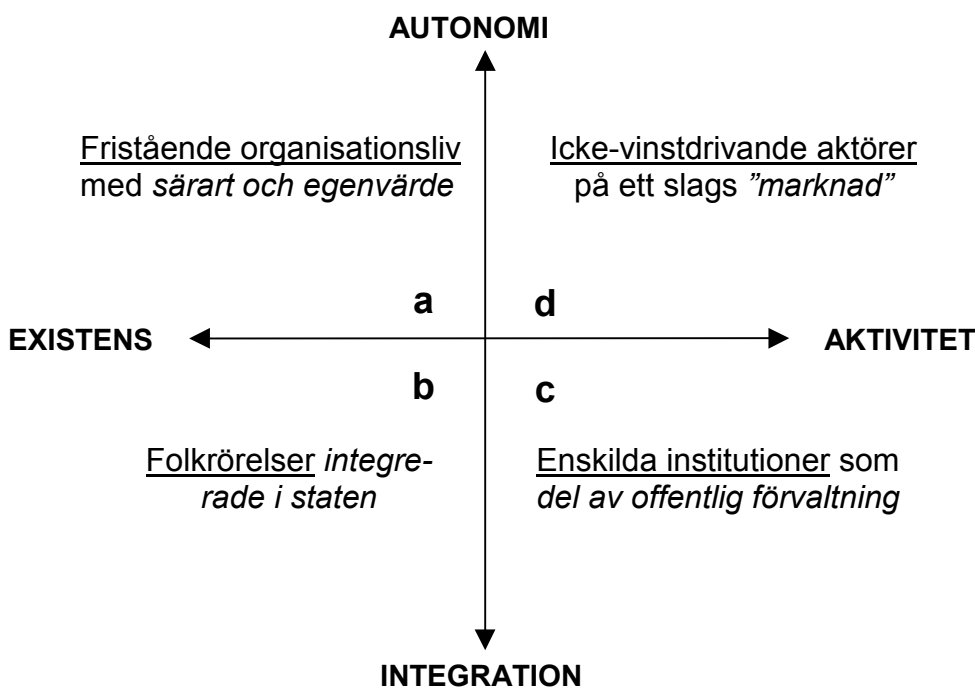 AUTONOMI
Fristående organisationsliv
med särart och egenvärde
Icke-vinstdrivande aktörer
på ett slags ”marknad”
a
d
EXISTENS
AKTIVITET
b
c
Folkrörelser integre-
rade i staten
Enskilda institutioner som
del av offentlig förvaltning
INTEGRATION